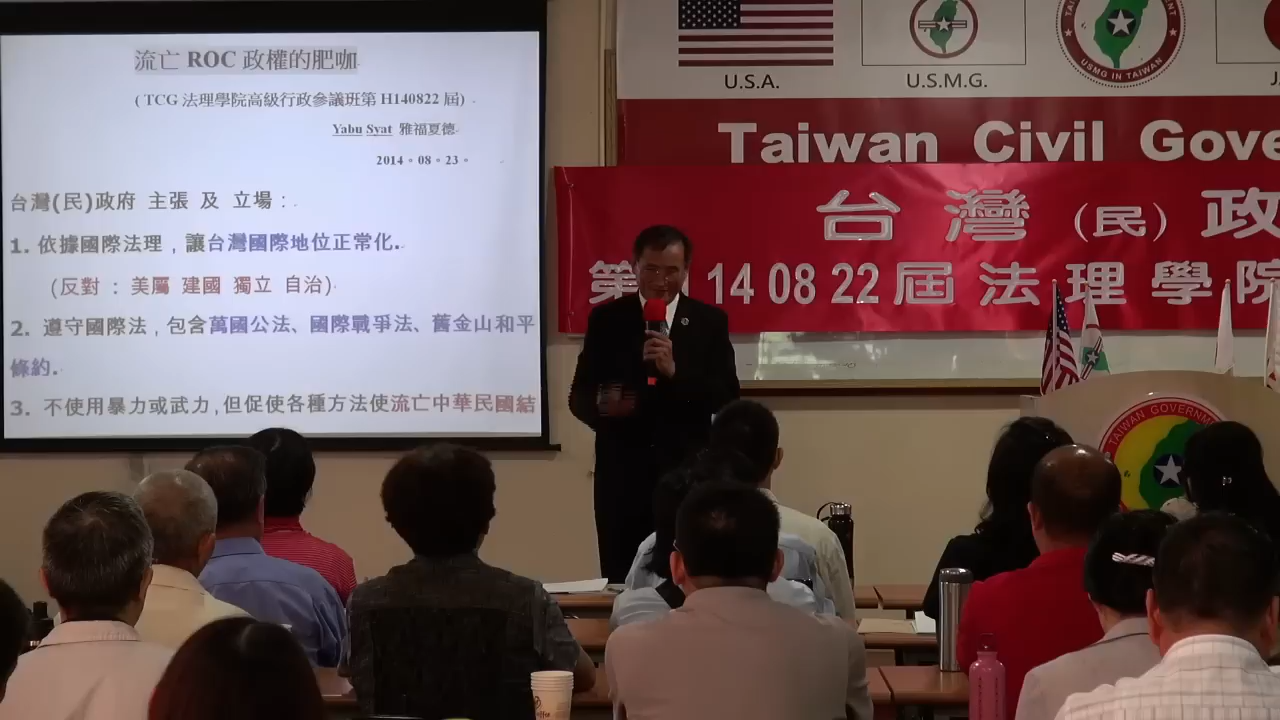 流亡 ROC 政權的肥咖
( TCG 法理學院高級行政參議班第 H140822 屆)
Yabu Syat 雅福夏德
2014。08。23。
台灣(民)政府 主張 及 立場：
1. 依據國際法理，讓台灣國際地位正常化.
(反對：美屬 建國 獨立 自治)
2. 遵守國際法，包含萬國公法、國際戰爭法、舊金山和平
條約.
3. 不使用暴力或武力,但促使各種方法使流亡中華民國結
U.S.A.
U.S.M.G.
USMG IN TAIWAN
Taiwan Civil Gove
台灣（民）政
第 14 08 22 屆法理學院
TAIWAN GOVERNM